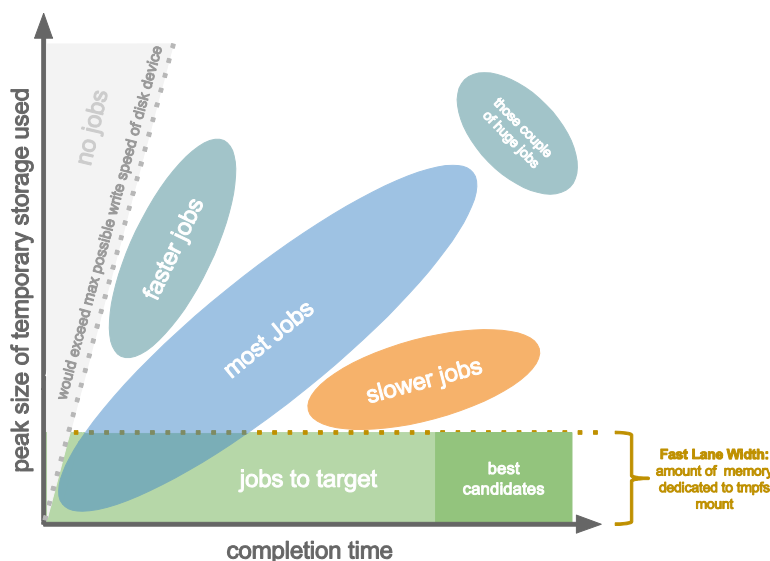 peak size of temporary storage used
no jobs
would exceed max possible write speed of disk device
faster jobs
most Jobs
those couple
of huge jobs
slower jobs
jobs to target
best
candidates
Fast Lane Width:
amount of memory
dedicated to tmpfs
mount
completion time